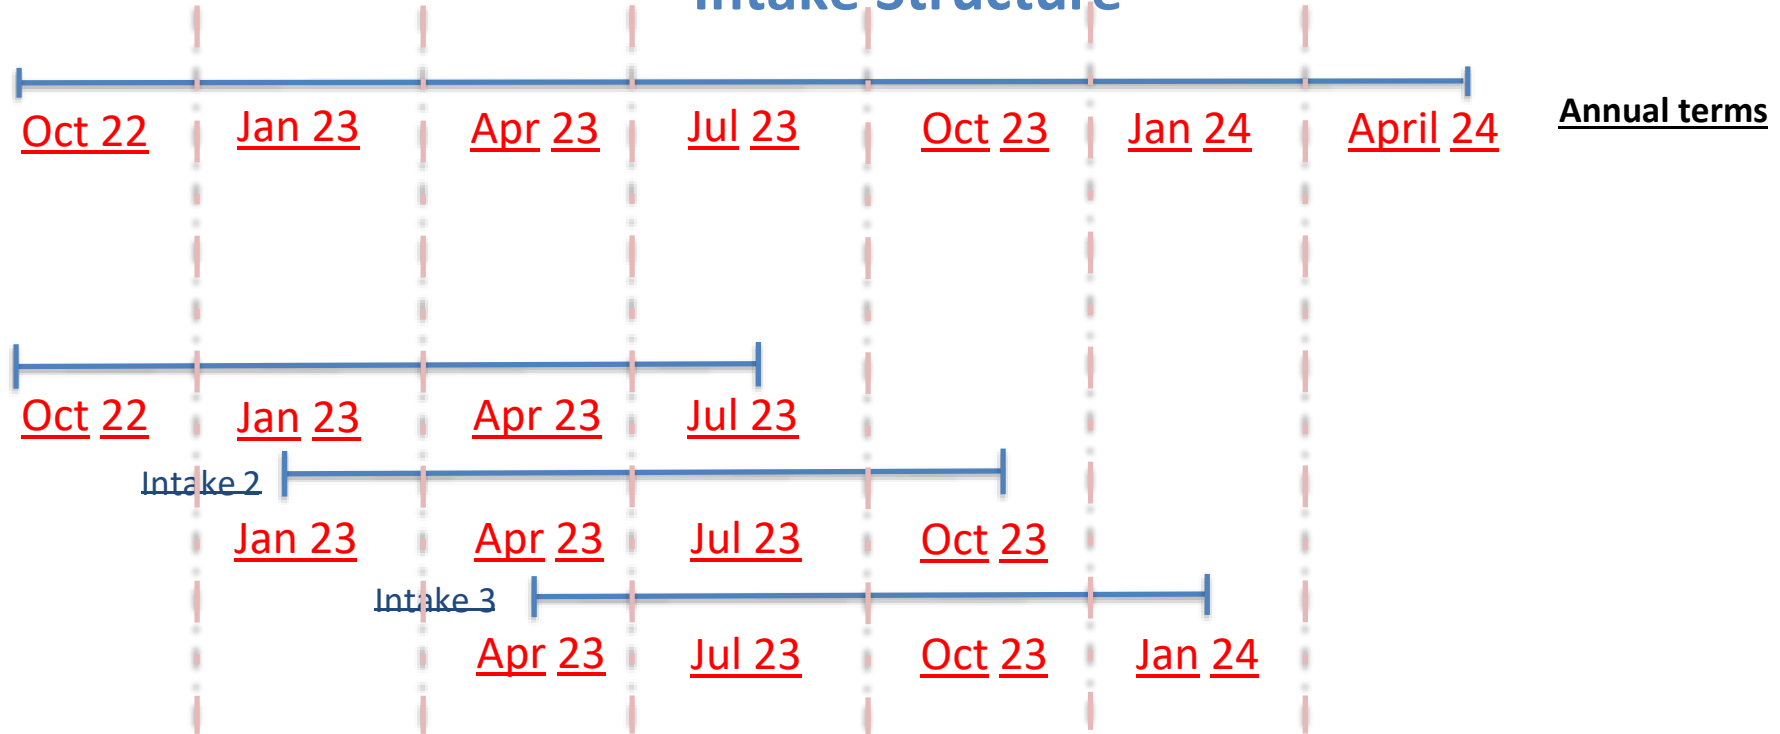 Intake Structure
Oct 22 Jan 23 Apr 23 Jul 23 Oct 23 Jan 24 April 24 Annual terms
Oct 22 Jan 23 Apr 23 Jul 23
Intake 2
Jan 23 Apr 23 Jul 23 Oct 23
Intake 3
Apr 23 Jul 23 Oct 23 Jan 24